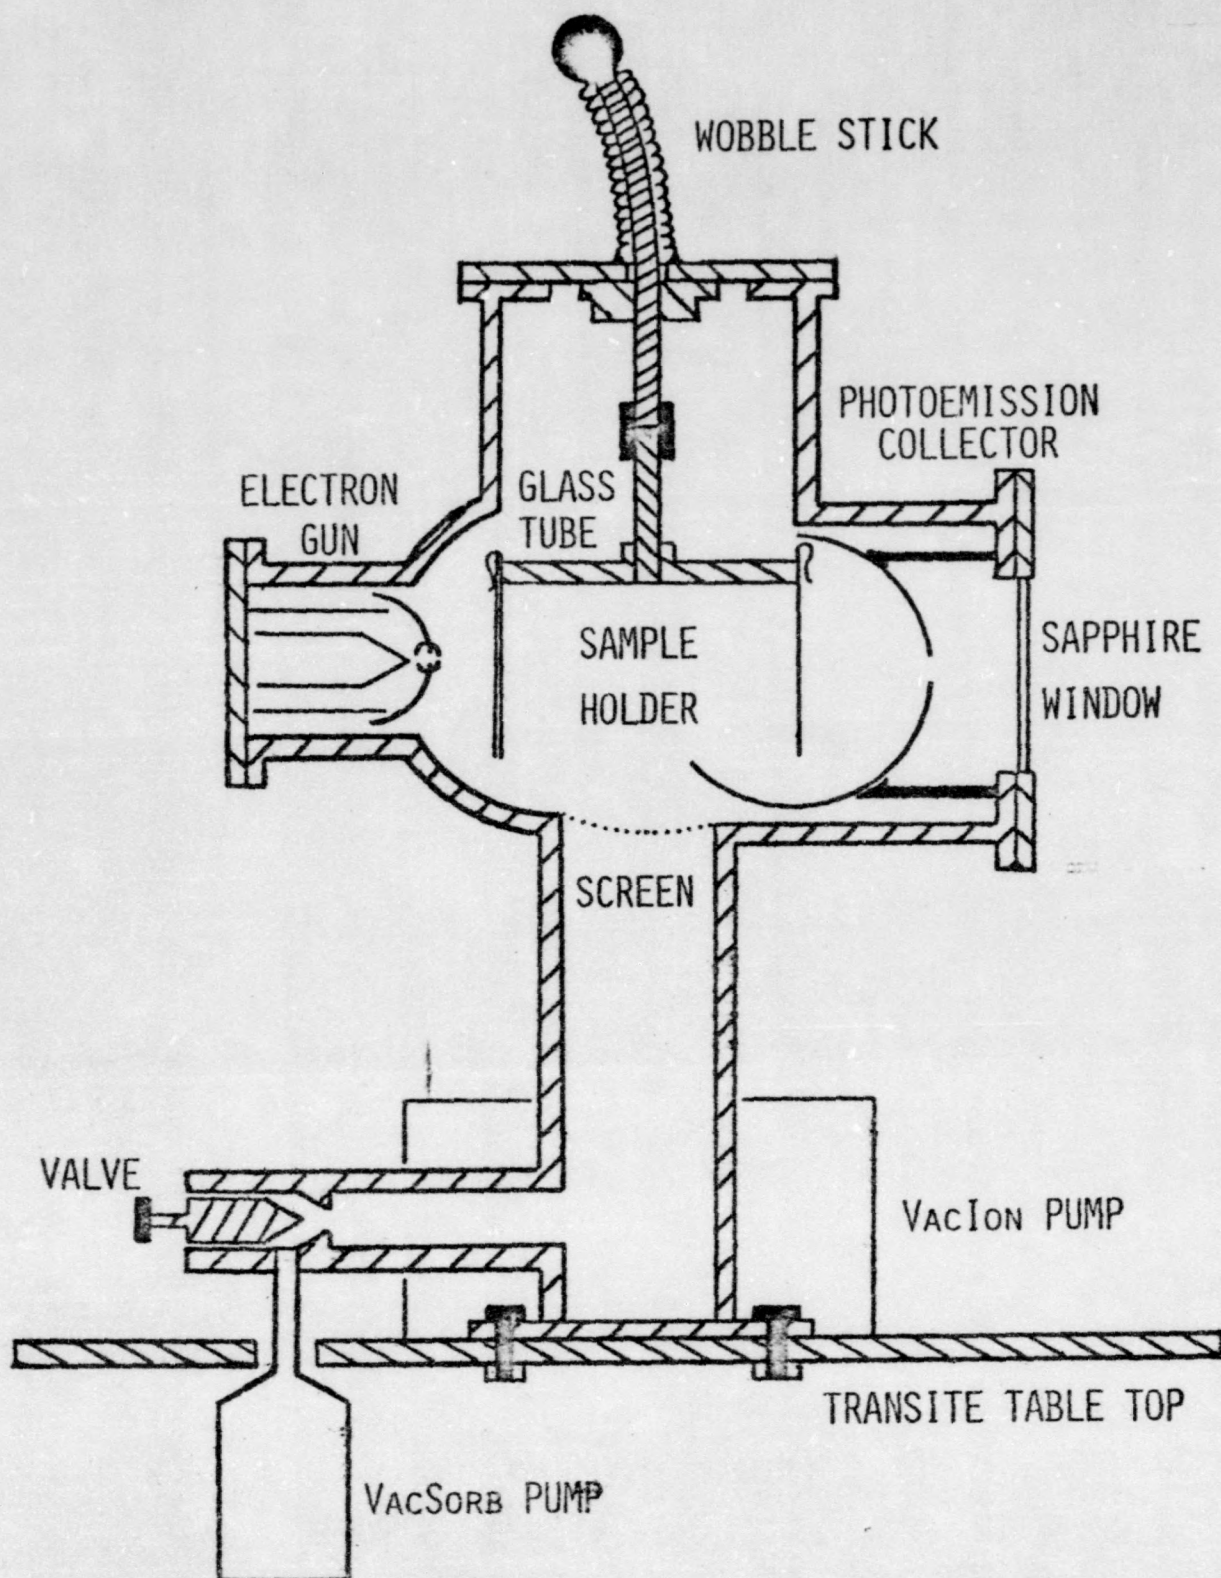 WOBBLE STICK
PHOTOEMISSION
COLLECTOR
ELECTRON
GUN
GLASS
TUBE
SAMPLE
HOLDER
SAPPHIRE
WINDOW
SCREEN
VALVE
VACION PUMP
TRANSITE TABLE TOP
VACSORB PUMP